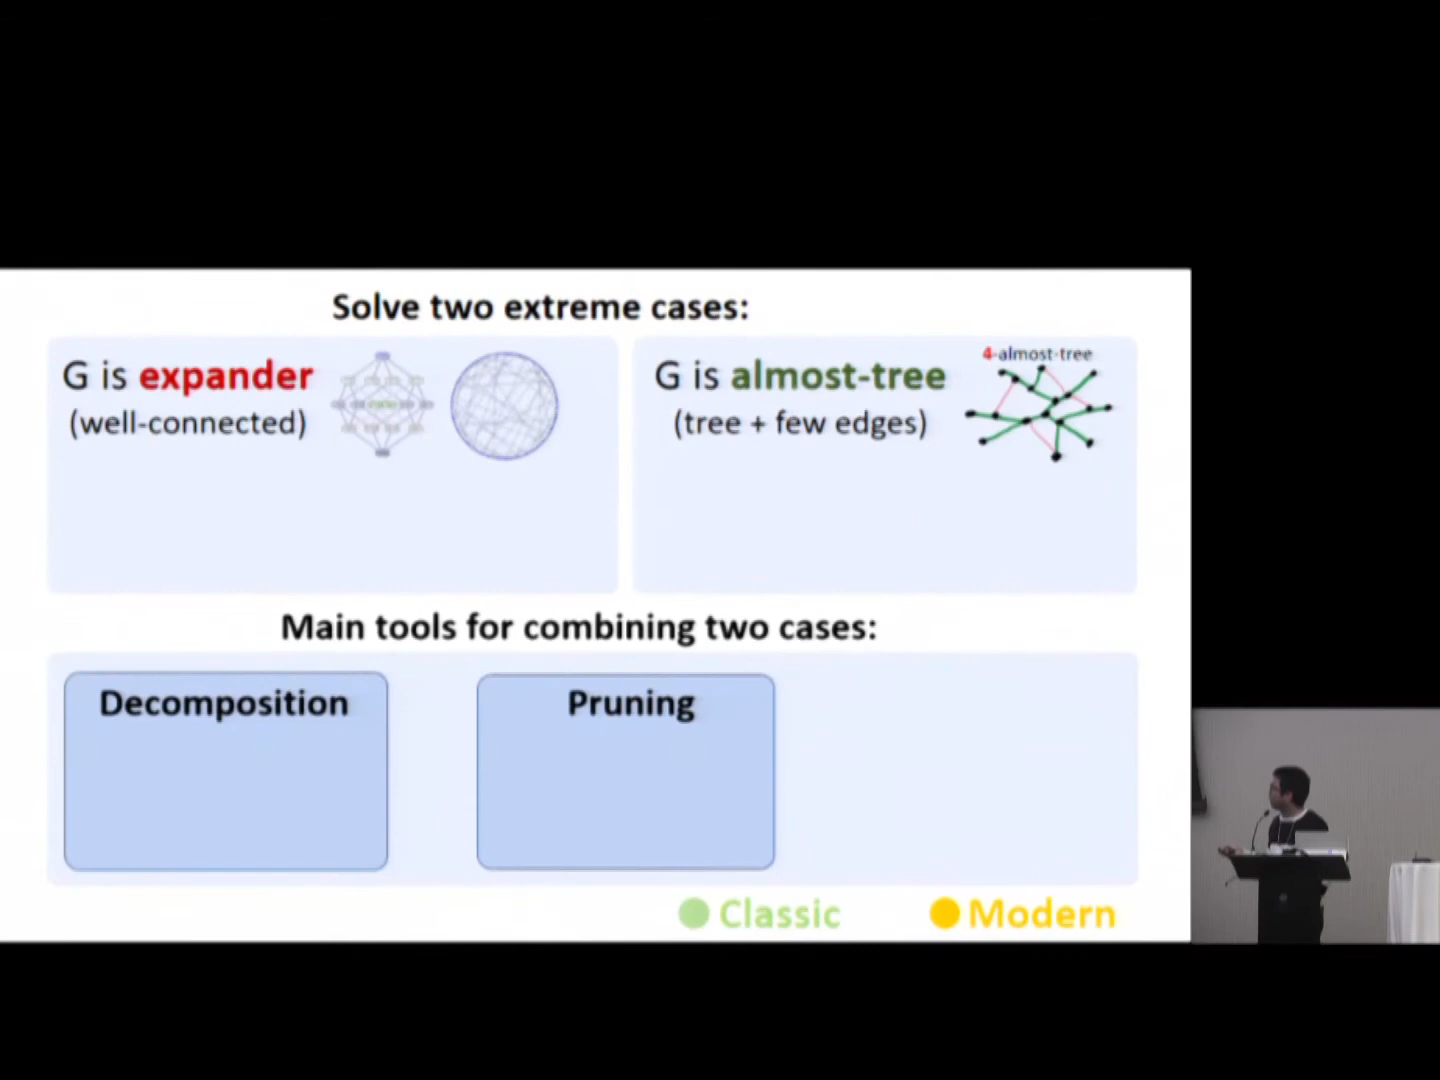 Solve two extreme cases:
G is expander
(well-connected)
G is almost-tree
(tree + few edges)
4-almost-tree
Main tools for combining two cases:
Decomposition
Pruning
Classic
Modern